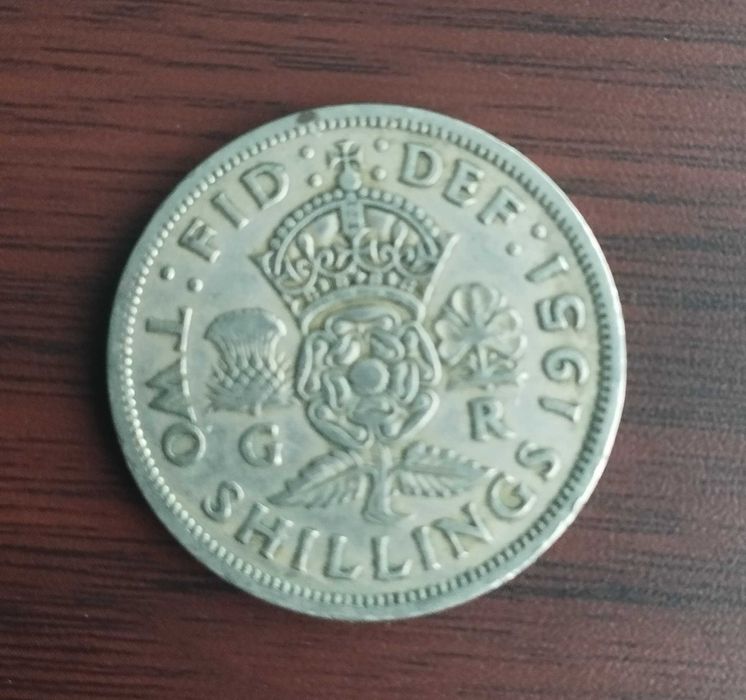 : FID : DEF : 1951
TWO SHILLINGS
G R